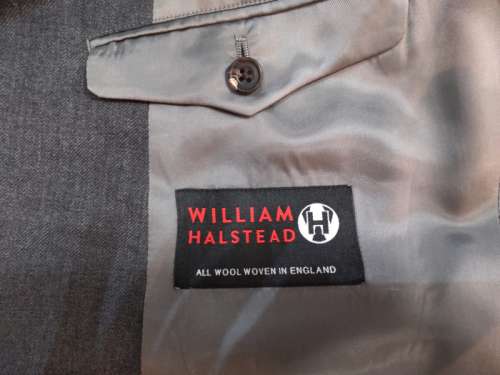 WILLIAM
HALSTEAD
H
ALL WOOL WOVEN IN ENGLAND